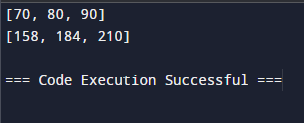 [70, 80, 90]
[158, 184, 210]
=== Code Execution Successful ===